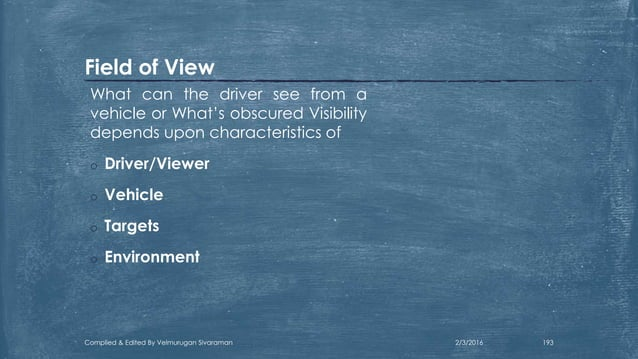 Field of View
What can the driver see from a
vehicle or What's obscured Visibility
depends upon characteristics of
o Driver/Viewer
o Vehicle
o Targets
o Environment
Complied & Edited By Velmurugan Sivaraman 2/3/2016 193